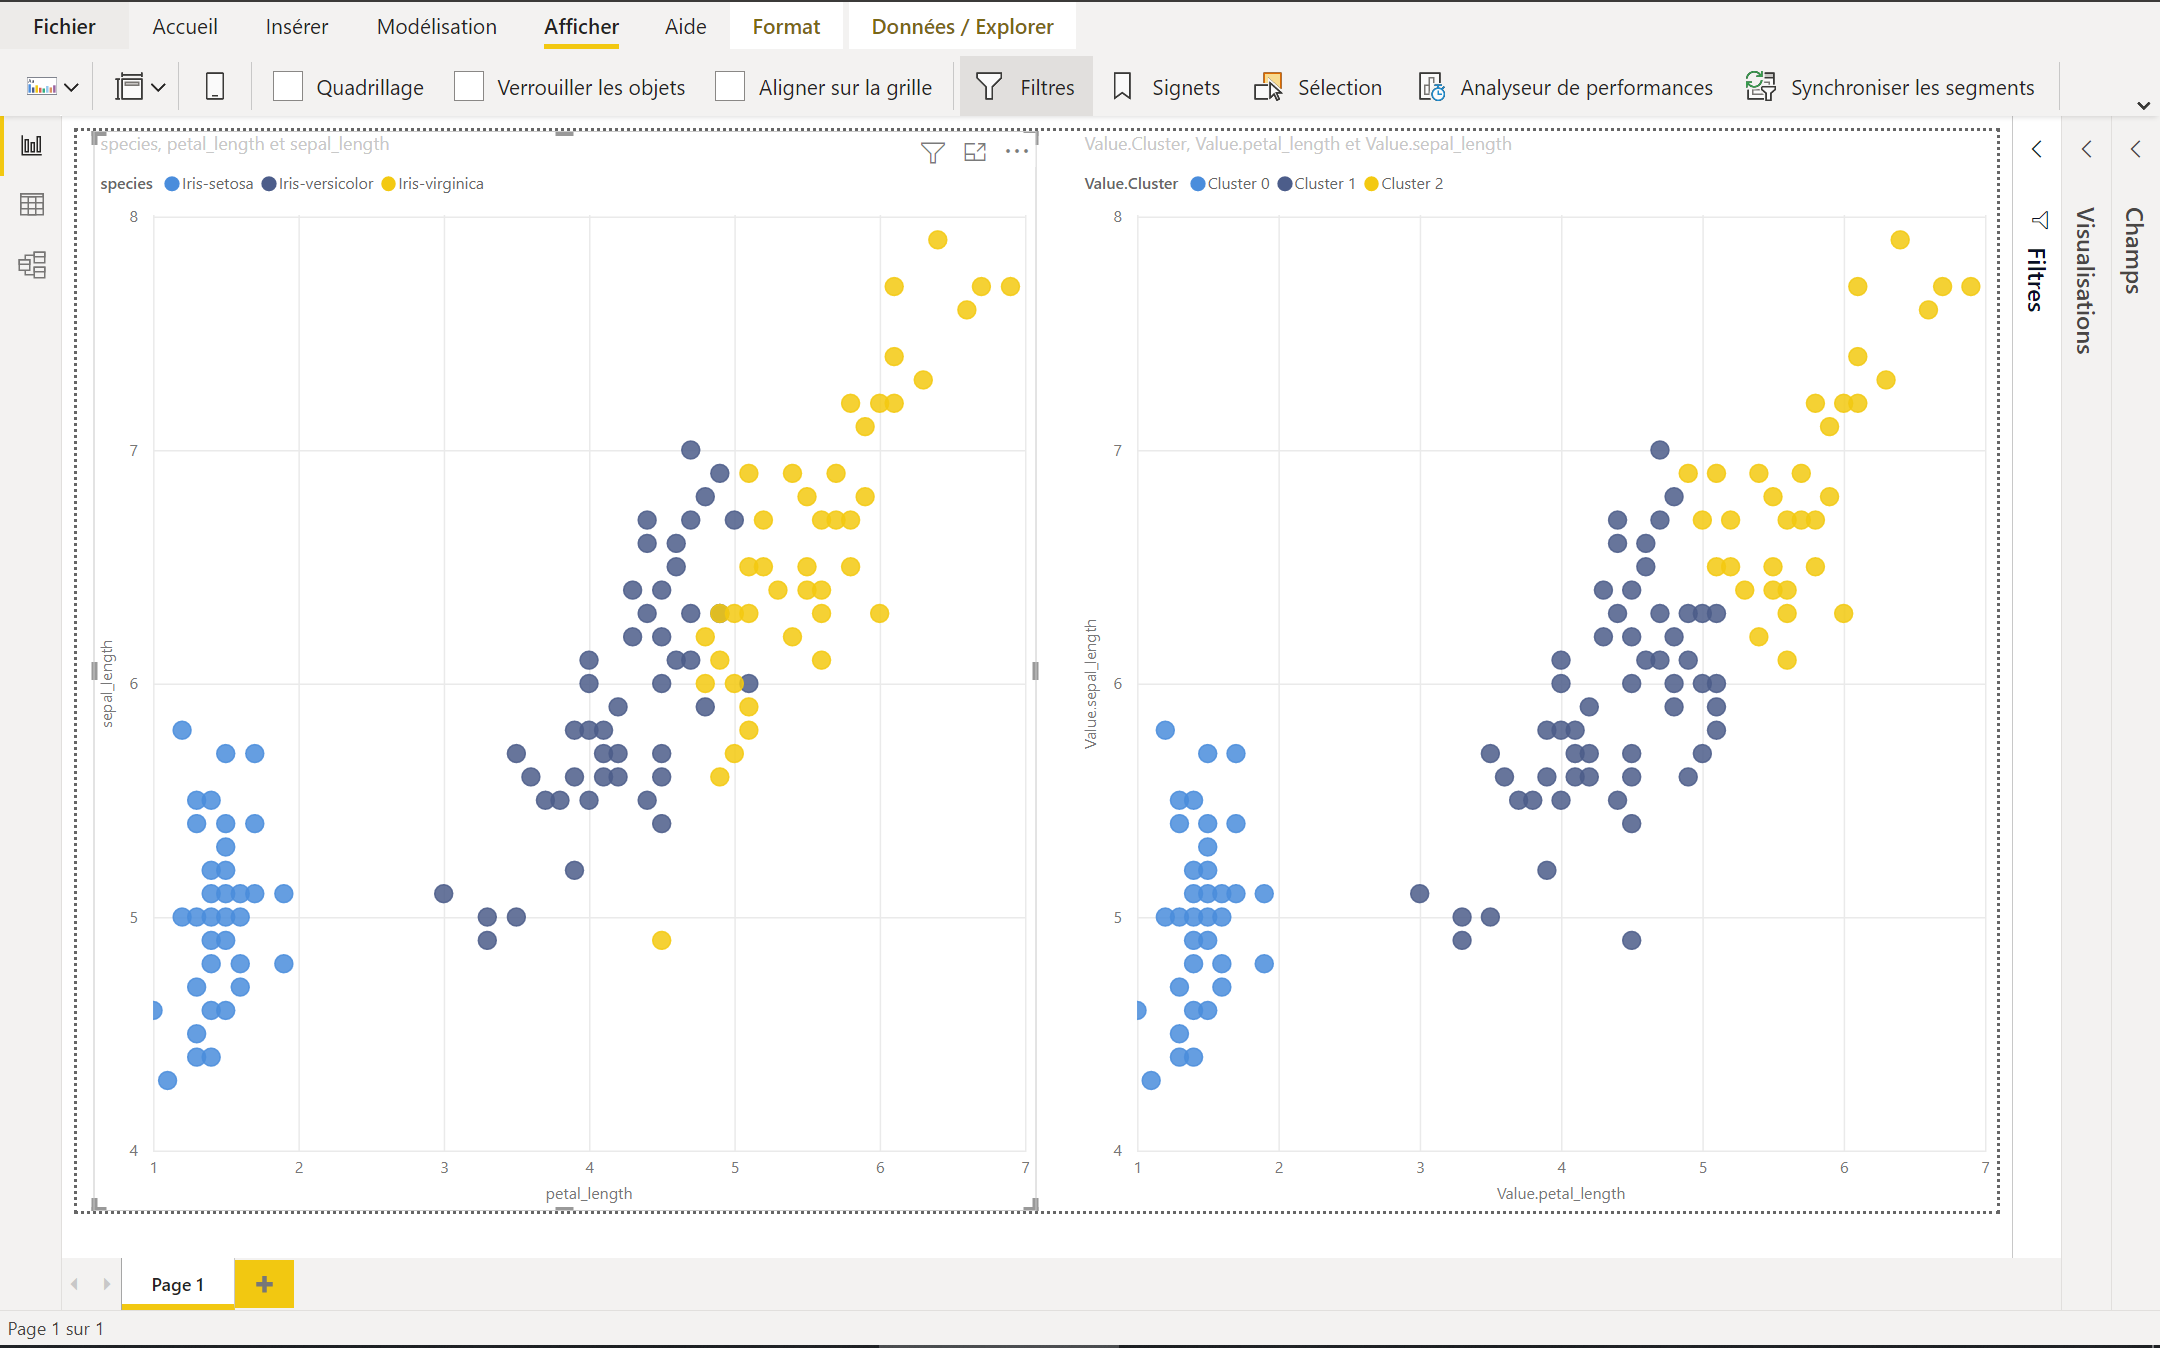 Fichier Accueil Insérer Modélisation Afficher Aide Format Données / Explorer
Quadrillage Verrouiller les objets Aligner sur la grille Filtres Signets Sélection Analyseur de performances Synchroniser les segments
species, petal_length et sepal_length
species Iris-setosa Iris-versicolor Iris-virginica
8
7
6
5
4
sepal_length
1 2 3 4 5 6 7
petal_length
Value.Cluster, Value.petal_length et Value.sepal_length
Value.Cluster Cluster 0 Cluster 1 Cluster 2
8
7
6
5
4
Value.sepal_length
1 2 3 4 5 6 7
Value.petal_length
Filtres
Visualisations
Champs
Page 1
Page 1 sur 1